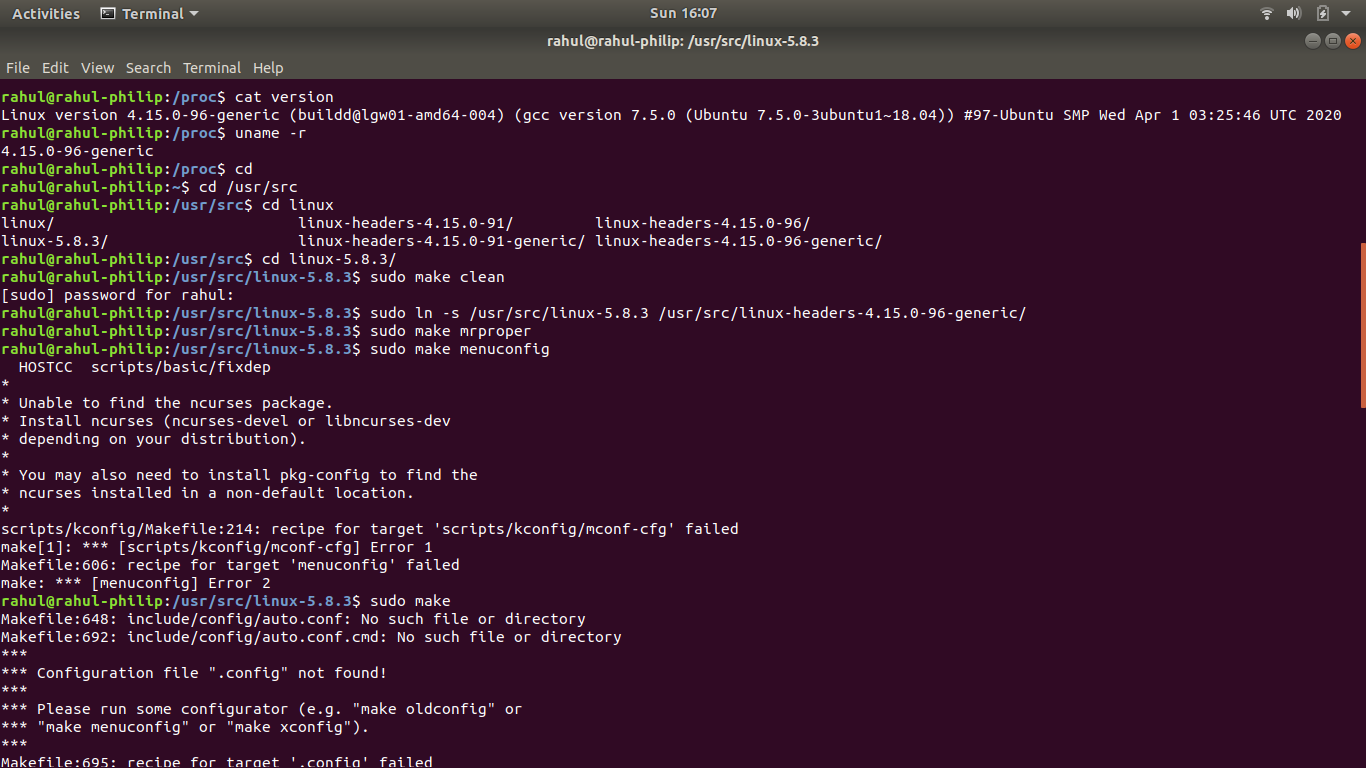 Activities Terminal
Sun 16:07
rahul@rahul-philip: /usr/src/linux-5.8.3
File Edit View Search Terminal Help
rahul@rahul-philip:/proc$ cat version
Linux version 4.15.0-96-generic (buildd@lgw01-amd64-004) (gcc version 7.5.0 (Ubuntu 7.5.0-3ubuntu1~18.04)) #97-Ubuntu SMP Wed Apr 1 03:25:46 UTC 2020
rahul@rahul-philip:/proc$ uname -r
4.15.0-96-generic
rahul@rahul-philip:/proc$ cd
rahul@rahul-philip:~$ cd /usr/src
rahul@rahul-philip:/usr/src$ cd linux
linux/ linux-headers-4.15.0-91/ linux-headers-4.15.0-96/
linux-5.8.3/ linux-headers-4.15.0-91-generic/ linux-headers-4.15.0-96-generic/
rahul@rahul-philip:/usr/src$ cd linux-5.8.3/
rahul@rahul-philip:/usr/src/linux-5.8.3$ sudo make clean
[sudo] password for rahul:
rahul@rahul-philip:/usr/src/linux-5.8.3$ sudo ln -s /usr/src/linux-5.8.3 /usr/src/linux-headers-4.15.0-96-generic/
rahul@rahul-philip:/usr/src/linux-5.8.3$ sudo make mrproper
rahul@rahul-philip:/usr/src/linux-5.8.3$ sudo make menuconfig
HOSTCC scripts/basic/fixdep
*
* Unable to find the ncurses package.
* Install ncurses (ncurses-devel or libncurses-dev
* depending on your distribution).
*
* You may also need to install pkg-config to find the
* ncurses installed in a non-default location.
*
scripts/kconfig/Makefile:214: recipe for target 'scripts/kconfig/mconf-cfg' failed
make[1]: *** [scripts/kconfig/mconf-cfg] Error 1
Makefile:606: recipe for target 'menuconfig' failed
make: *** [menuconfig] Error 2
rahul@rahul-philip:/usr/src/linux-5.8.3$ sudo make
Makefile:648: include/config/auto.conf: No such file or directory
Makefile:692: include/config/auto.conf.cmd: No such file or directory
***
*** Configuration file ".config" not found!
***
*** Please run some configurator (e.g. "make oldconfig" or
*** "make menuconfig" or "make xconfig").
***
Makefile:695: recipe for target '.config' failed